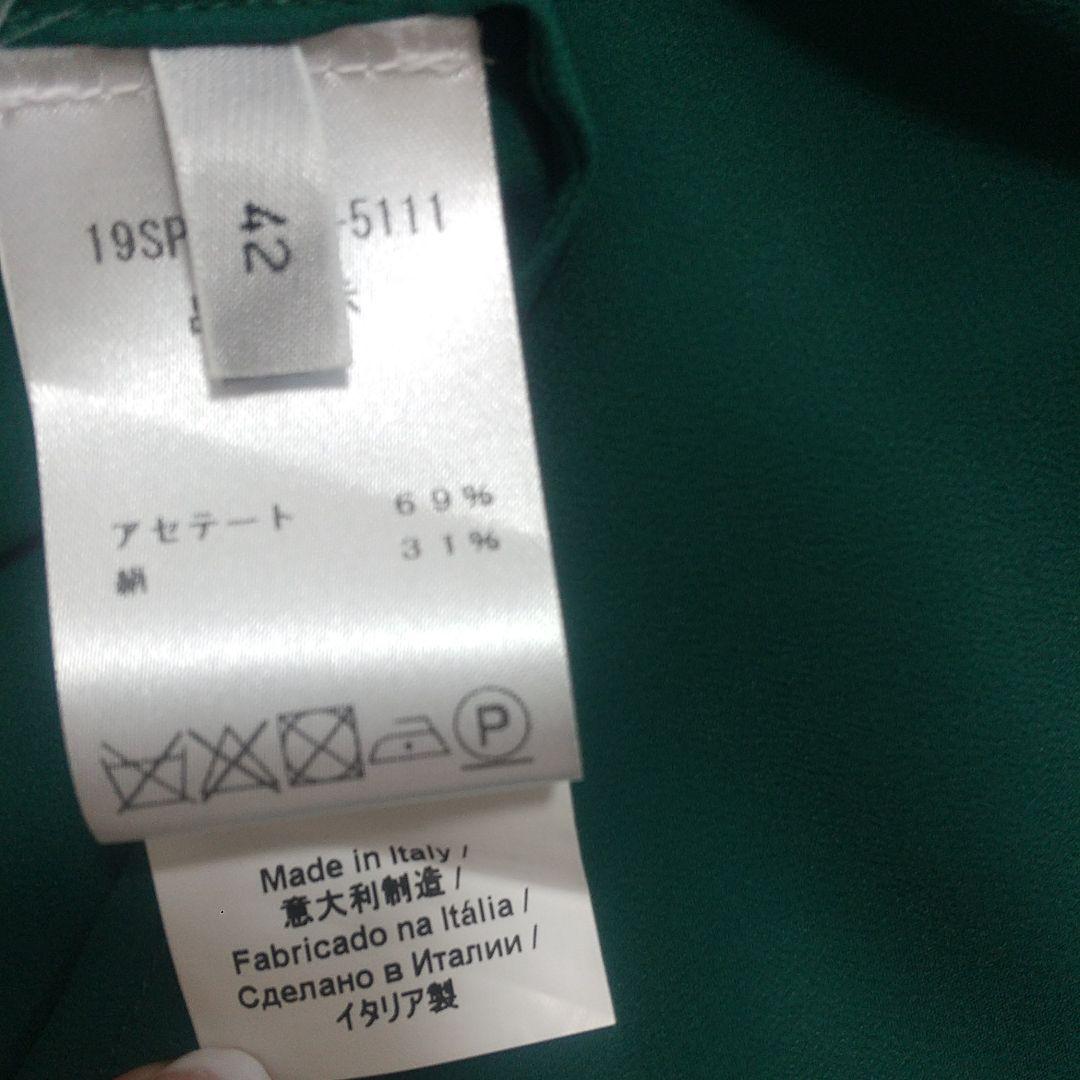 42
19SP -5111
アセテート 69%
絹 31%
P
Made in Italy /
意大利制造 /
Fabricado na Itália /
Сделано в Италии /
イタリア製